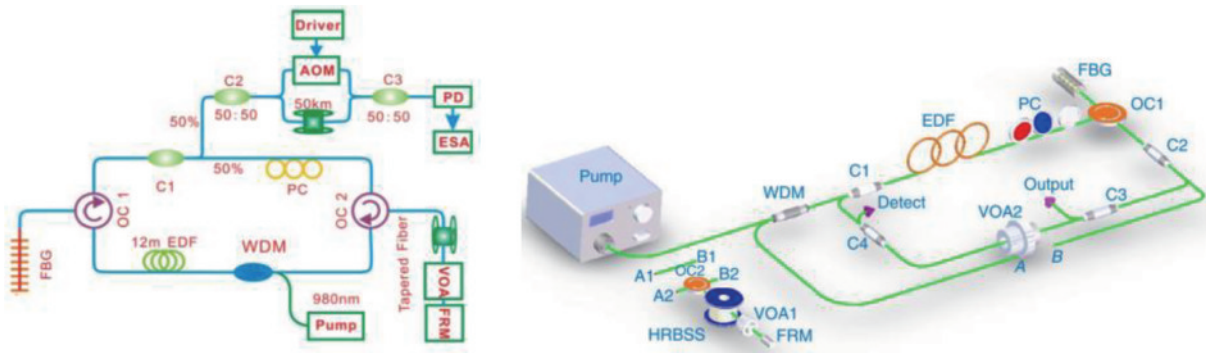 Driver
AOM
C2
C3
50km
PD
50:50
50:50
50%
ESA
50%
C1
PC
OC 1
OC 2
12m EDF
WDM
FBG
Tapered Fiber
VOA
980nm
Pump
FRM
FBG
PC
OC1
EDF
C2
Pump
C1
WDM
Output
C3
Detect
VOA2
C4
B1
A
B
A1
OC2
B2
A2
VOA1
HRBSS
FRM